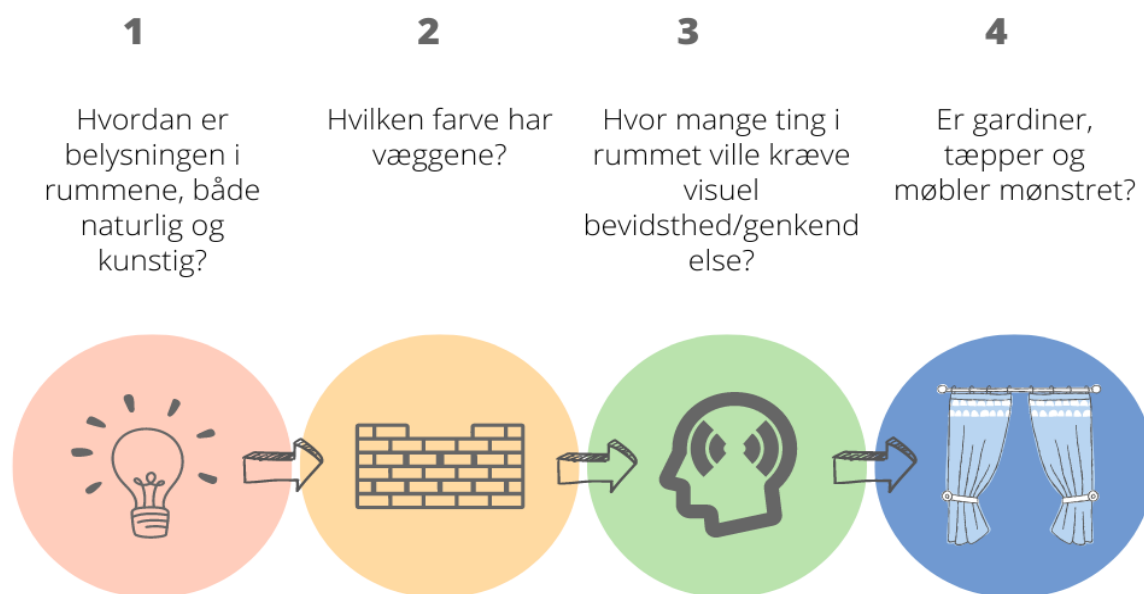 1
Hvordan er
belysningen i
rummene, både
naturlig og
kunstig?
2
Hvilken farve har
væggene?
3
Hvor mange ting i
rummet ville kræve
visuel
bevidsthed/genkend
else?
4
Er gardiner,
tæpper og
møbler mønstret?